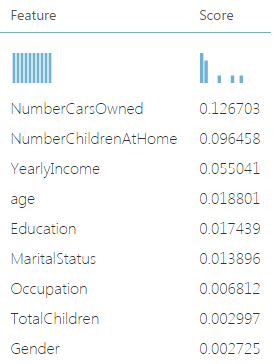 Feature Score
NumberCarsOwned 0.126703
NumberChildrenAtHome 0.096458
YearlyIncome 0.055041
age 0.018801
Education 0.017439
MaritalStatus 0.013896
Occupation 0.006812
TotalChildren 0.002997
Gender 0.002725